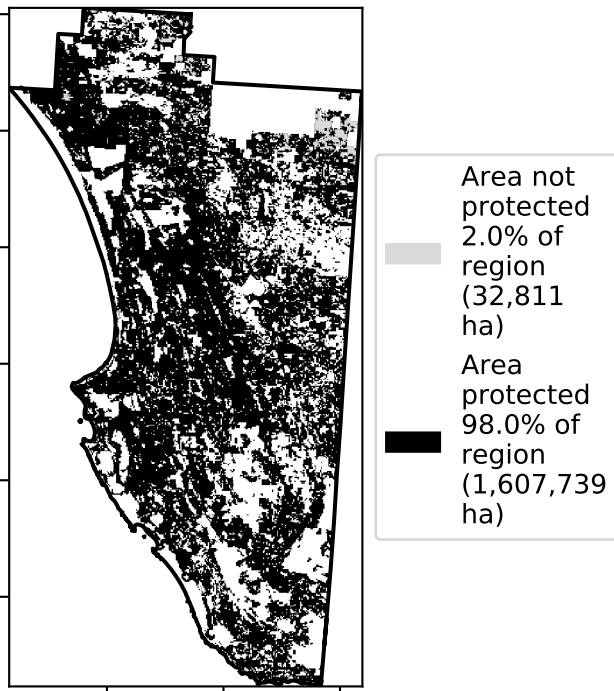 Area not
protected
2.0% of
region
(32,811
ha)
Area
protected
98.0% of
region
(1,607,739
ha)